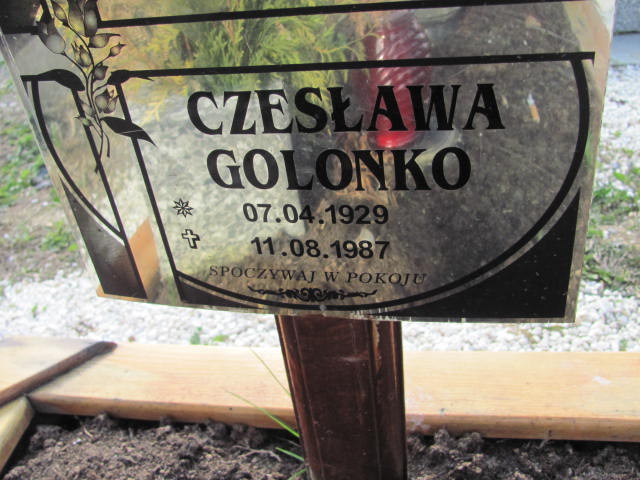 CZESŁAWA
GOLONKO
07.04.1929
11.08.1987
SPOCZYWAJ W POKOJU